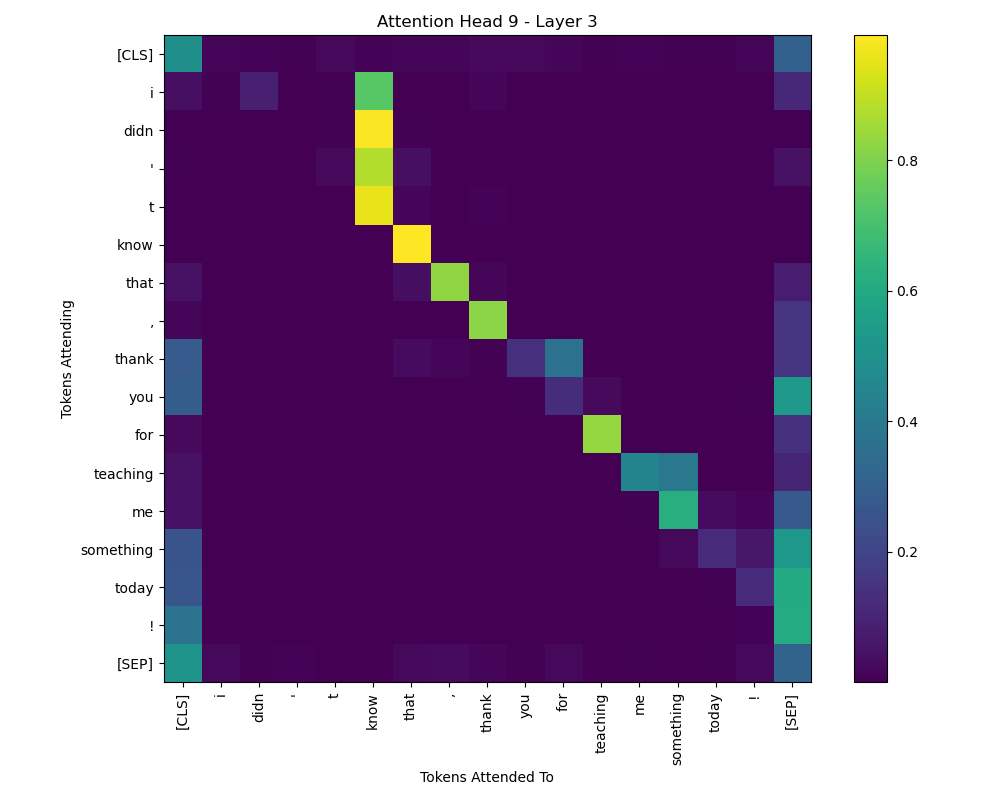 Attention Head 9 - Layer 3
[CLS]
i
didn
'
t
know
that
,
thank
you
for
teaching
me
something
today
!
[SEP]
Tokens Attending
[CLS]
i
didn
'
t
know
that
,
thank
you
for
teaching
me
something
today
!
[SEP]
Tokens Attended To
0.8
0.6
0.4
0.2